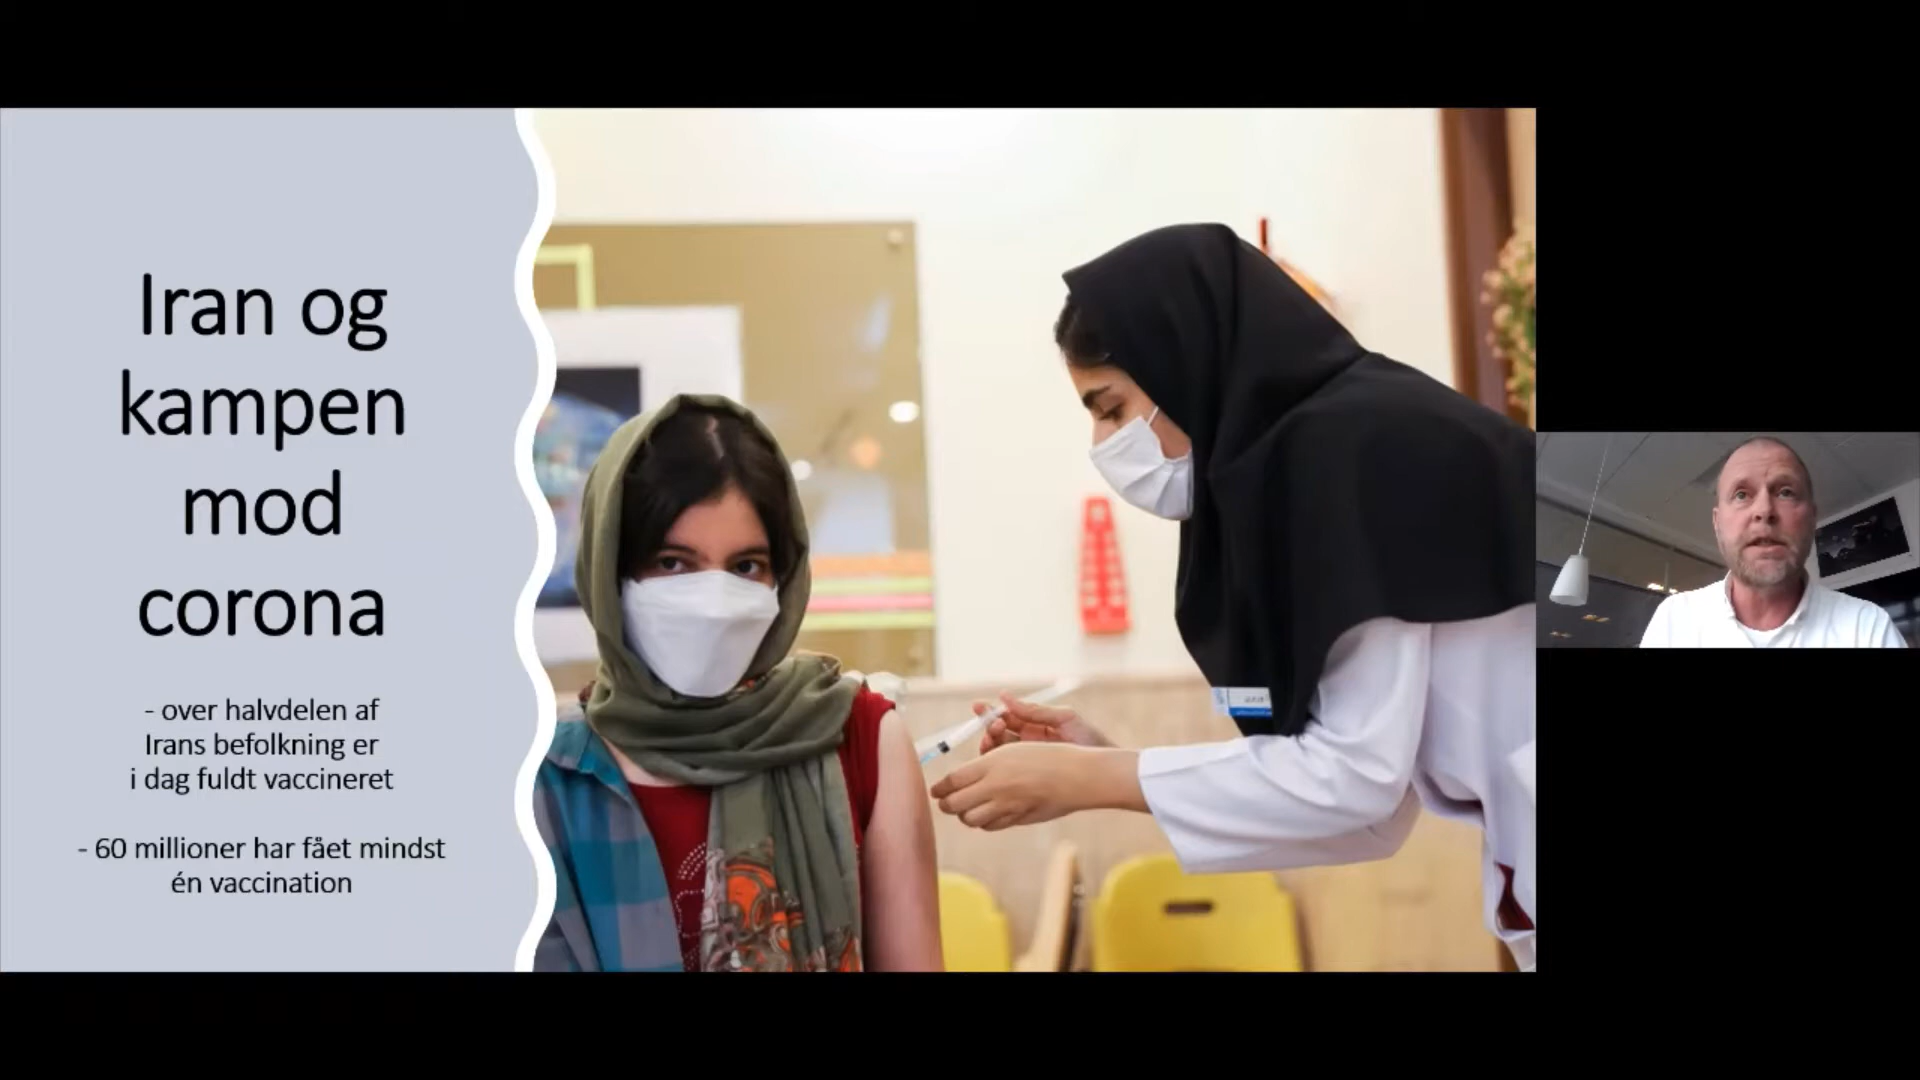 Iran og
kampen
mod
corona
- over halvdelen af
Irans befolkning er
i dag fuldt vaccineret
- 60 millioner har fået mindst
én vaccination